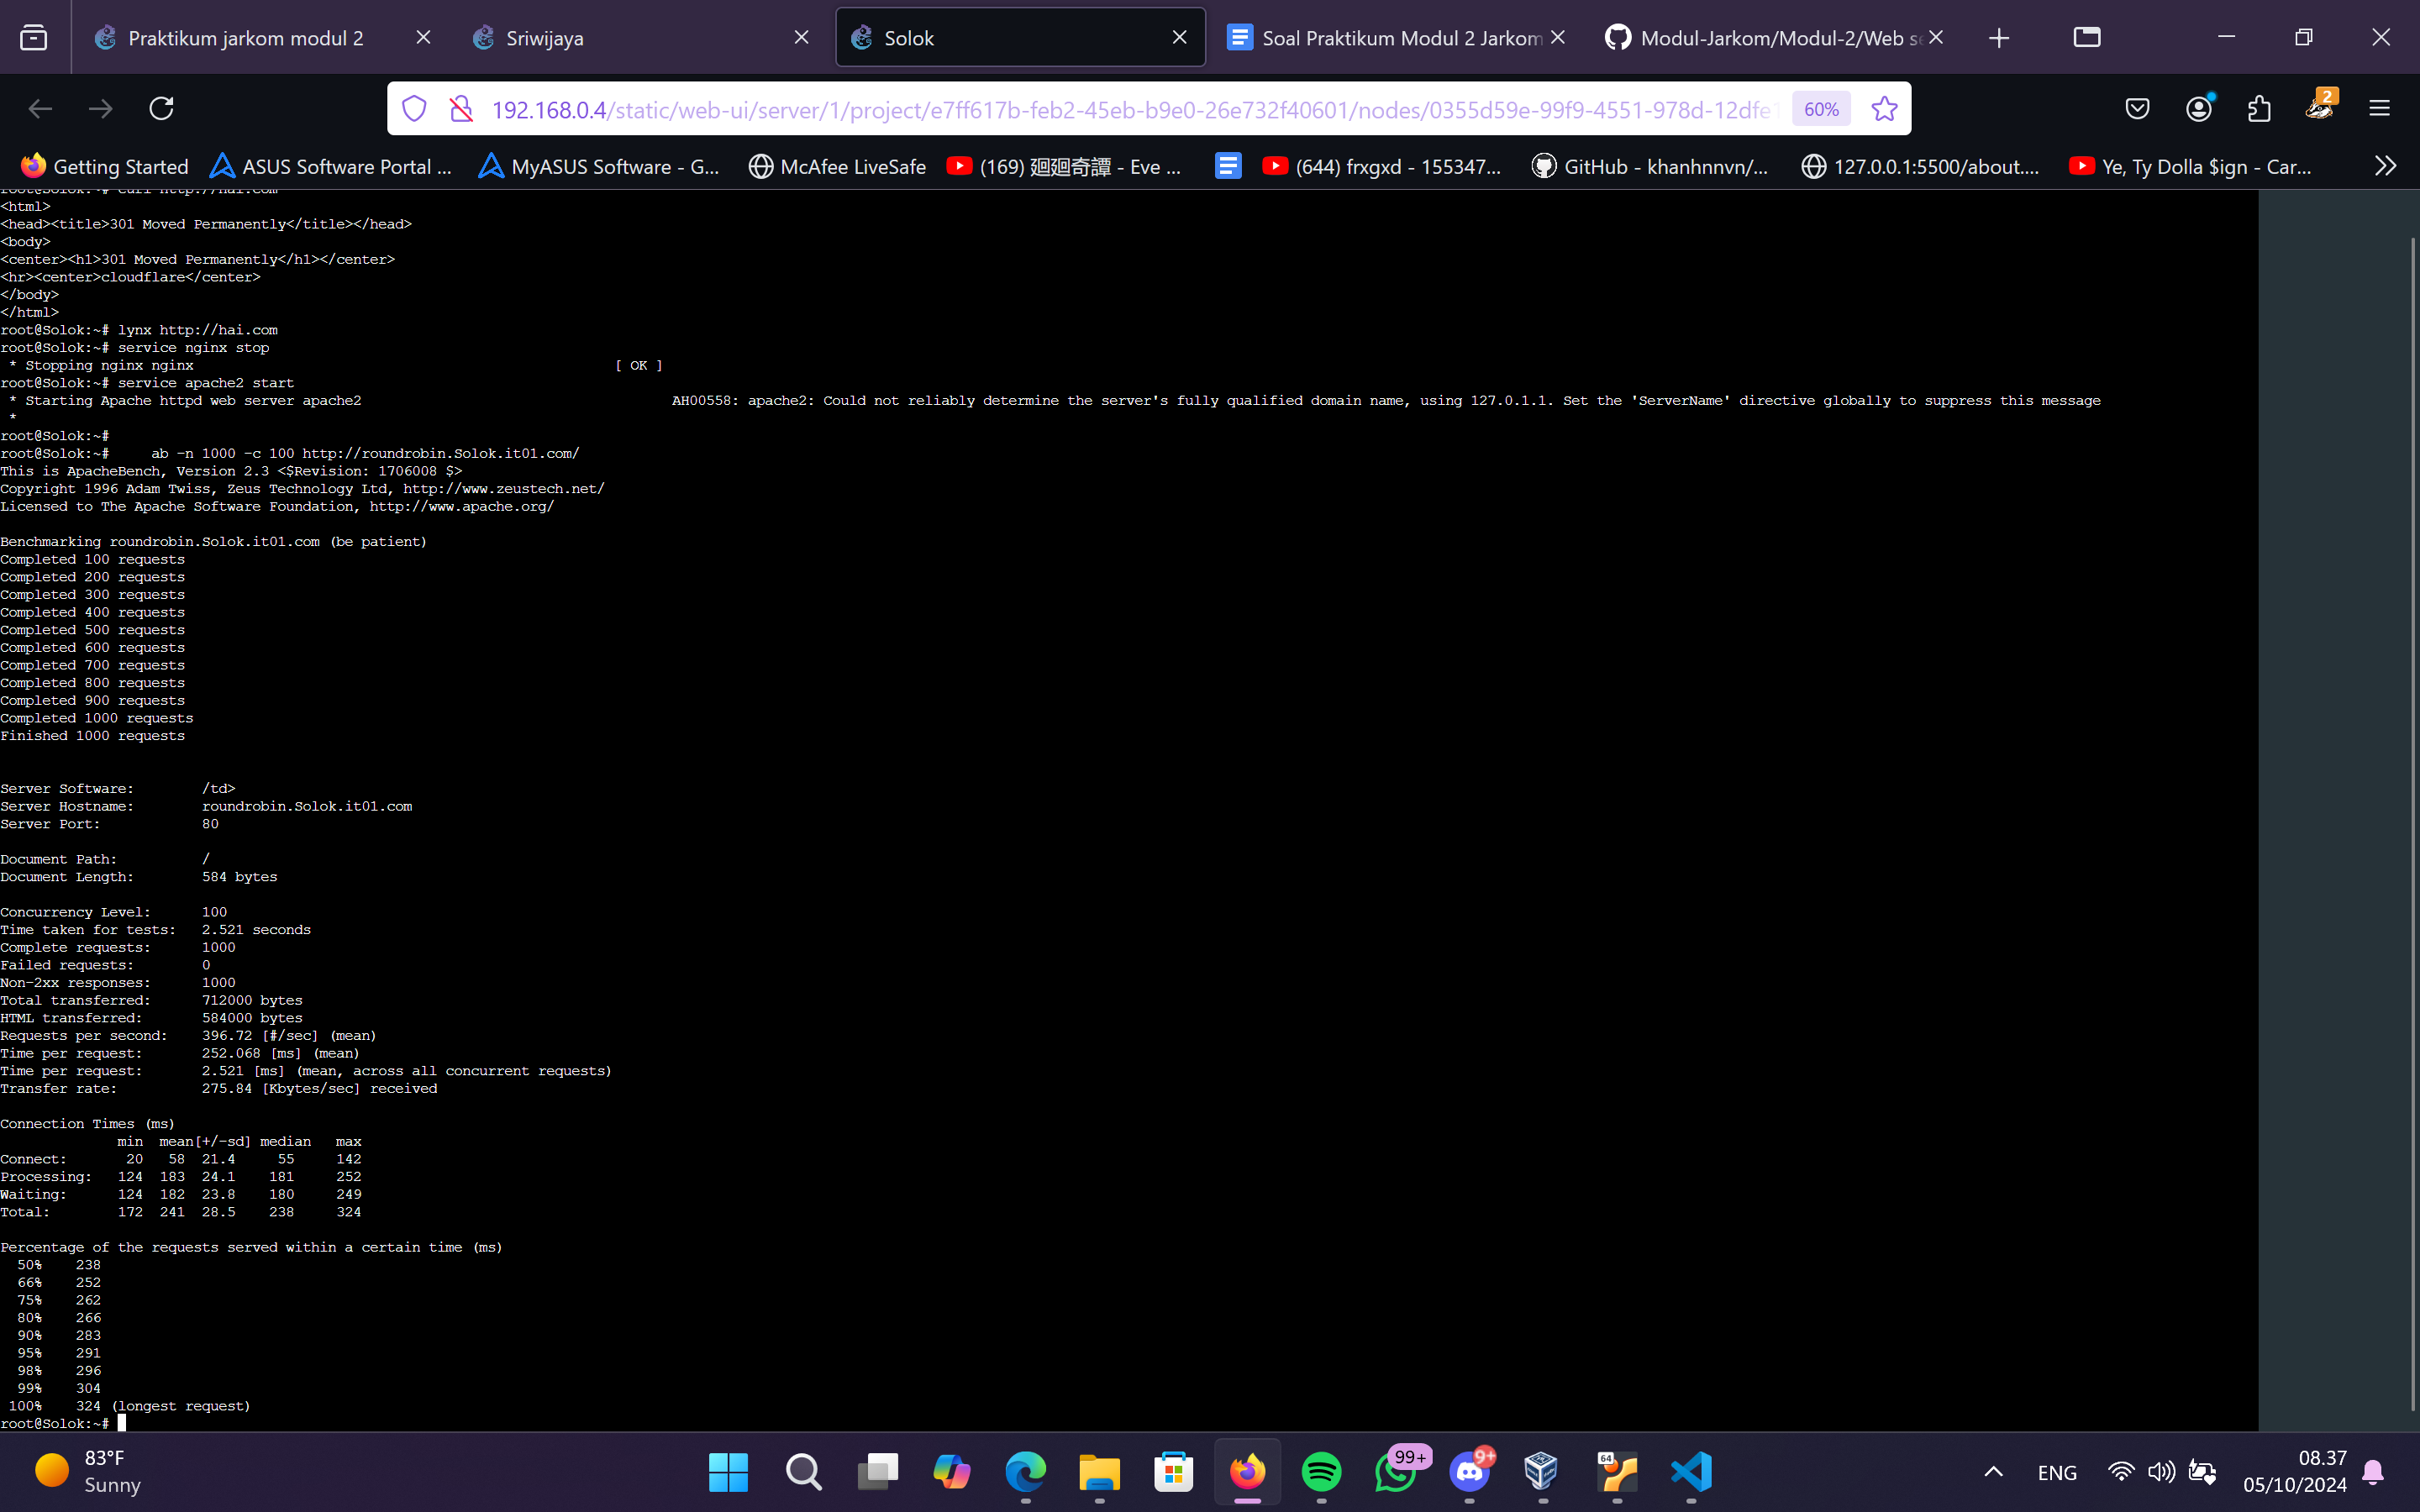 Praktikum jarkom modul 2
Sriwijaya
Solok
Soal Praktikum Modul 2 Jarkom
Modul-Jarkom/Modul-2/Web se
192.168.0.4/static/web-ui/server/1/project/e7ff617b-feb2-45eb-b9e0-26e732f40601/nodes/0355d59e-99f9-4551-978d-12dfe
60%
2
Getting Started
ASUS Software Portal ...
MyASUS Software - G...
McAfee LiveSafe
(169) 廻廻奇譚 - Eve ...
(644) frxgxd - 155347...
GitHub - khanhnnvn/...
127.0.0.1:5500/about....
Ye, Ty Dolla $ign - Car...
root@Solok:~# curl http://hai.com
<html>
<head><title>301 Moved Permanently</title></head>
<body>
<center><h1>301 Moved Permanently</h1></center>
<hr><center>cloudflare</center>
</body>
</html>
root@Solok:~# lynx http://hai.com
root@Solok:~# service nginx stop
* Stopping nginx nginx [ OK ]
root@Solok:~# service apache2 start
* Starting Apache httpd web server apache2 AH00558: apache2: Could not reliably determine the server's fully qualified domain name, using 127.0.1.1. Set the 'ServerName' directive globally to suppress this message
*
root@Solok:~#
root@Solok:~# ab -n 1000 -c 100 http://roundrobin.Solok.it01.com/
This is ApacheBench, Version 2.3 <$Revision: 1706008 $>
Copyright 1996 Adam Twiss, Zeus Technology Ltd, http://www.zeustech.net/
Licensed to The Apache Software Foundation, http://www.apache.org/
Benchmarking roundrobin.Solok.it01.com (be patient)
Completed 100 requests
Completed 200 requests
Completed 300 requests
Completed 400 requests
Completed 500 requests
Completed 600 requests
Completed 700 requests
Completed 800 requests
Completed 900 requests
Completed 1000 requests
Finished 1000 requests
Server Software: /td>
Server Hostname: roundrobin.Solok.it01.com
Server Port: 80
Document Path: /
Document Length: 584 bytes
Concurrency Level: 100
Time taken for tests: 2.521 seconds
Complete requests: 1000
Failed requests: 0
Non-2xx responses: 1000
Total transferred: 712000 bytes
HTML transferred: 584000 bytes
Requests per second: 396.72 [#/sec] (mean)
Time per request: 252.068 [ms] (mean)
Time per request: 2.521 [ms] (mean, across all concurrent requests)
Transfer rate: 275.84 [Kbytes/sec] received
Connection Times (ms)
min mean[+/-sd] median max
Connect: 20 58 21.4 55 142
Processing: 124 183 24.1 181 252
Waiting: 124 182 23.8 180 249
Total: 172 241 28.5 238 324
Percentage of the requests served within a certain time (ms)
50% 238
66% 252
75% 262
80% 266
90% 283
95% 291
98% 296
99% 304
100% 324 (longest request)
root@Solok:~#
83°F
Sunny
99+
9+
64
ENG
08.37
05/10/2024